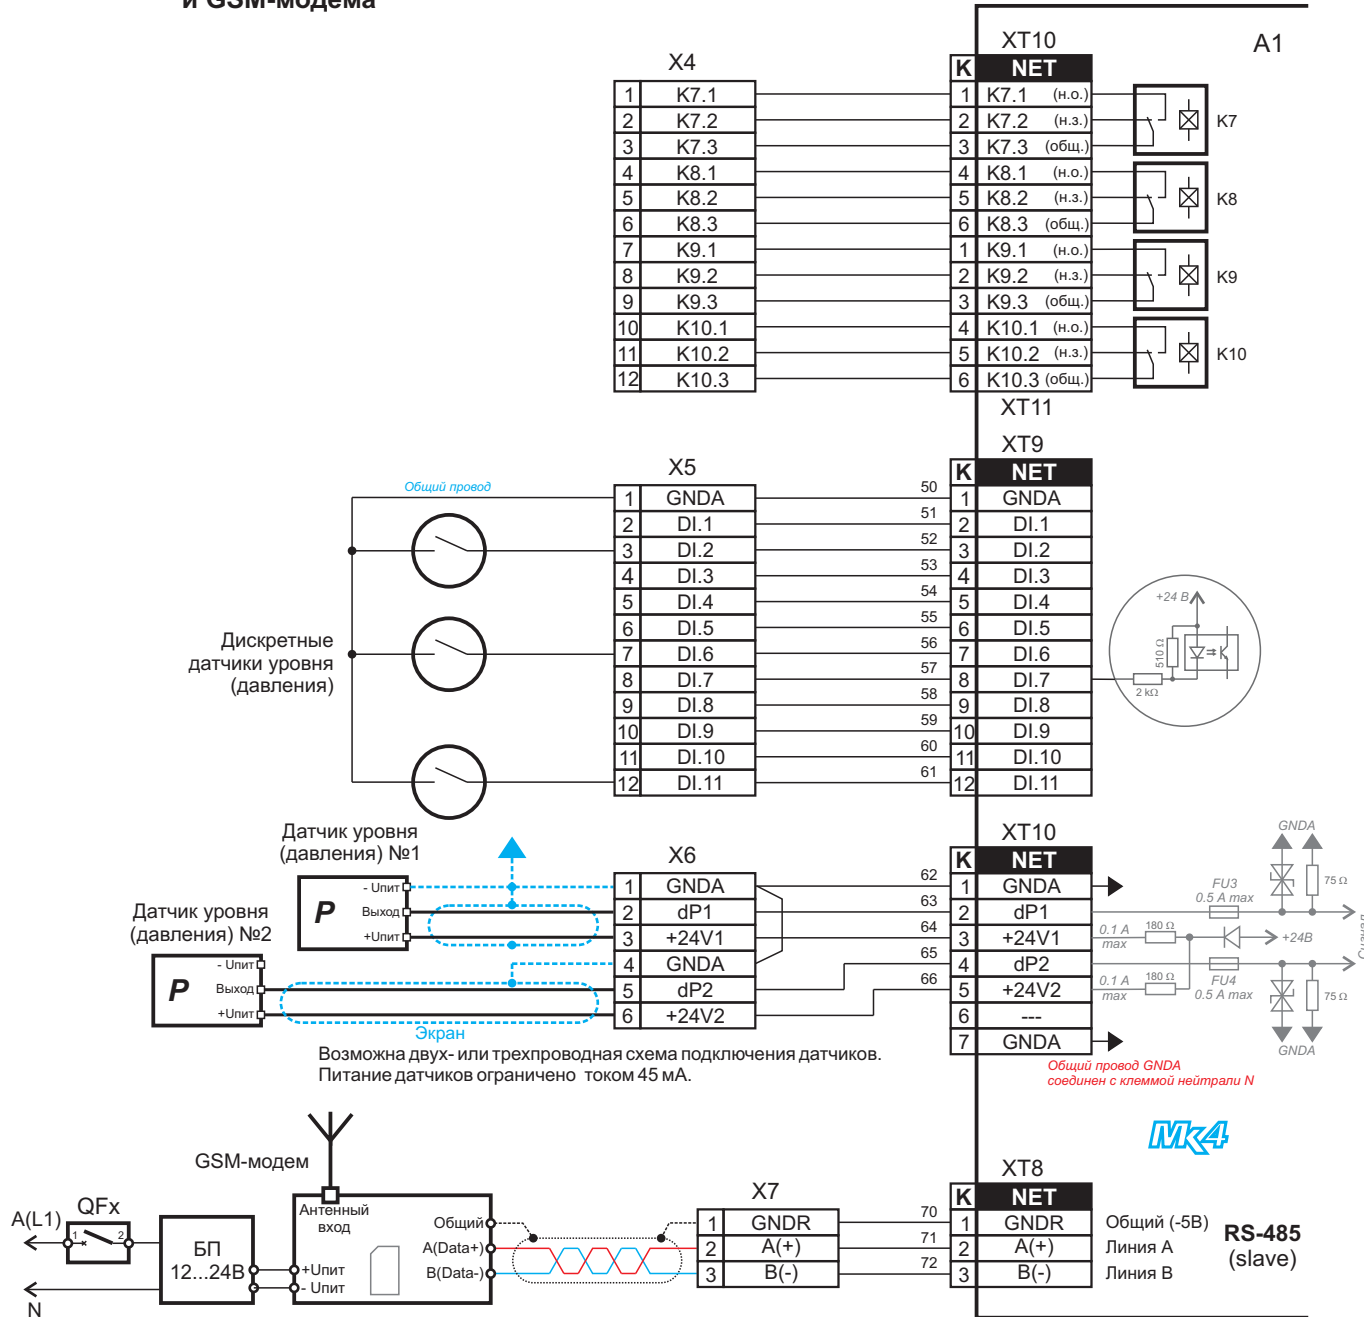 и GSM-модема
XT10
A1
X4
K NET
1 K7.1
2 K7.2
3 K7.3
4 K8.1
5 K8.2
6 K8.3
7 K9.1
8 K9.2
9 K9.3
10 K10.1
11 K10.2
12 K10.3
1 K7.1 (н.о.)
2 K7.2 (н.з.)
3 K7.3 (общ.)
4 K8.1 (н.о.)
5 K8.2 (н.з.)
6 K8.3 (общ.)
1 K9.1 (н.о.)
2 K9.2 (н.з.)
3 K9.3 (общ.)
4 K10.1 (н.о.)
5 K10.2 (н.з.)
6 K10.3 (общ.)
K7
K8
K9
K10
XT11
XT9
X5
K NET
Общий провод
1 GNDA
2 DI.1
3 DI.2
4 DI.3
5 DI.4
6 DI.5
7 DI.6
8 DI.7
9 DI.8
10 DI.9
11 DI.10
12 DI.11
50
51
52
53
54
55
56
57
58
59
60
61
1 GNDA
2 DI.1
3 DI.2
4 DI.3
5 DI.4
6 DI.5
7 DI.6
8 DI.7
9 DI.8
10 DI.9
11 DI.10
12 DI.11
+24 В
510 Ω
2 kΩ
Дискретные
датчики уровня
(давления)
Датчик уровня
(давления) №1
P
- Uпит
Выход
+Uпит
Датчик уровня
(давления) №2
P
- Uпит
Выход
+Uпит
Экран
X6
1 GNDA
2 dP1
3 +24V1
4 GNDA
5 dP2
6 +24V2
62
63
64
65
66
XT10
K NET
1 GNDA
2 dP1
3 +24V1
4 dP2
5 +24V2
6 ---
7 GNDA
GNDA
FU3
0.5 A max
75 Ω
0.1 A
max
180 Ω
+24В
Сигнал
0.1 A
max
180 Ω
FU4
0.5 A max
75 Ω
GNDA
Возможна двух- или трехпроводная схема подключения датчиков.
Питание датчиков ограничено током 45 мА.
Общий провод GNDA
соединен с клеммой нейтрали N
Мк4
GSM-модем
A(L1)
QFx
1 2
N
БП
12...24В
Антенный
вход
+Uпит
- Uпит
Общий
A(Data+)
B(Data-)
X7
1 GNDR
2 A(+)
3 B(-)
70
71
72
XT8
K NET
1 GNDR
2 A(+)
3 B(-)
Общий (-5В)
Линия А
Линия В
RS-485
(slave)